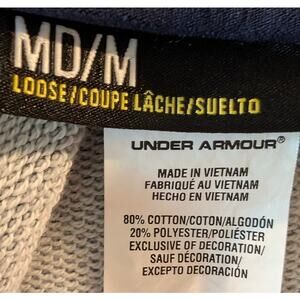 MD/M
LOOSE/COUPE LÂCHE/SUELTO
UNDER ARMOUR®
MADE IN VIETNAM
FABRIQUÉ AU VIETNAM
HECHO EN VIETNAM
80% COTTON/COTON/ALGODÓN
20% POLYESTER/POLIÉSTER
EXCLUSIVE OF DECORATION/
SAUF DÉCORATION/
EXCEPTO DECORACIÓN